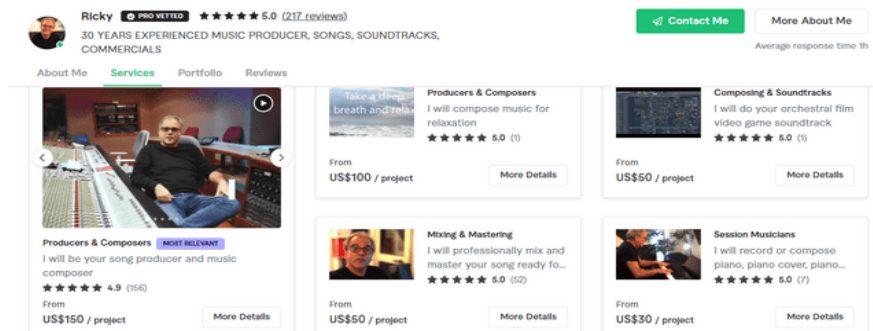 Ricky PRO VETTED 5.0 (217 reviews)
30 YEARS EXPERIENCED MUSIC PRODUCER, SONGS, SOUNDTRACKS,
COMMERCIALS
Contact Me
More About Me
Average response time 1h
About Me Services Portfolio Reviews
Producers & Composers MOST RELEVANT
I will be your song producer and music
composer
4.9 (156)
From
US$150 / project
More Details
Take a deep
breath and relax
Producers & Composers
I will compose music for
relaxation
5.0 (1)
From
US$100 / project
More Details
Composing & Soundtracks
I will do your orchestral film
video game soundtrack
5.0 (1)
From
US$50 / project
More Details
Mixing & Mastering
I will professionally mix and
master your song ready fo...
5.0 (52)
From
US$50 / project
More Details
Session Musicians
I will record or compose
piano, piano cover, piano...
5.0 (7)
From
US$30 / project
More Details